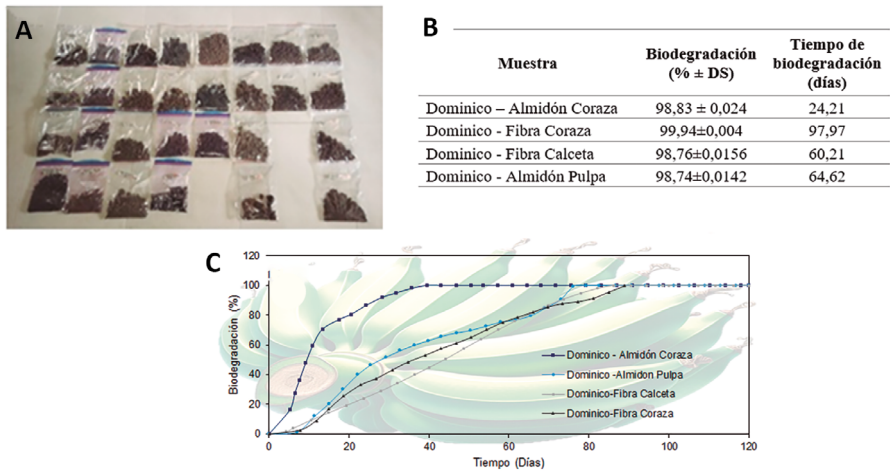 A
B
Muestra
Biodegradación
(% ± DS)
Tiempo de
biodegradación
(días)
Dominico – Almidón Coraza 98,83 ± 0,024 24,21
Dominico - Fibra Coraza 99,94±0,004 97,97
Dominico - Fibra Calceta 98,76±0,0156 60,21
Dominico - Almidón Pulpa 98,74±0,0142 64,62
C
Biodegradación (%)
120
100
80
60
40
20
0
Dominico - Almidón Coraza
Dominico -Almidon Pulpa
Dominico-Fibra Calceta
Dominico-Fibra Coraza
0 20 40 60 80 100 120
Tiempo (Días)